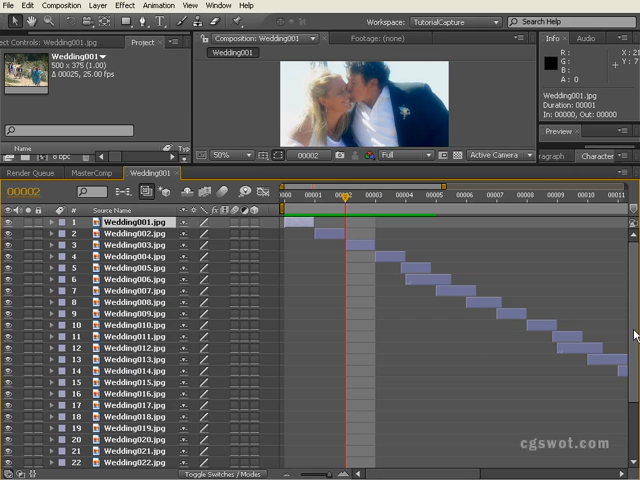 File Edit Composition Layer Effect Animation View Window Help
Workspace: TutorialCapture Search Help
ct Controls: Wedding001.jpg Project Composition: Wedding001 Footage: (none) Info Audio
Wedding001
Wedding001
500 x 375 (1.00)
Δ 00025, 25.00 fps
R :
G :
B :
A : 0
Wedding001.jpg
Duration: 00001
In: 00000, Out: 00000
Preview
Name Ty
6 bpc
50% 00002 Full Active Camera
aragraph Character
Render Queue MasterComp Wedding001
00002
00001 00002 00003 00004 00005 00006 00007 00008 00009 00010 00011
# Source Name
1 Wedding001.jpg
2 Wedding002.jpg
3 Wedding003.jpg
4 Wedding004.jpg
5 Wedding005.jpg
6 Wedding006.jpg
7 Wedding007.jpg
8 Wedding008.jpg
9 Wedding009.jpg
10 Wedding010.jpg
11 Wedding011.jpg
12 Wedding012.jpg
13 Wedding013.jpg
14 Wedding014.jpg
15 Wedding015.jpg
16 Wedding016.jpg
17 Wedding017.jpg
18 Wedding018.jpg
19 Wedding019.jpg
20 Wedding020.jpg
21 Wedding021.jpg
22 Wedding022.jpg
cgswot.com
Toggle Switches / Modes